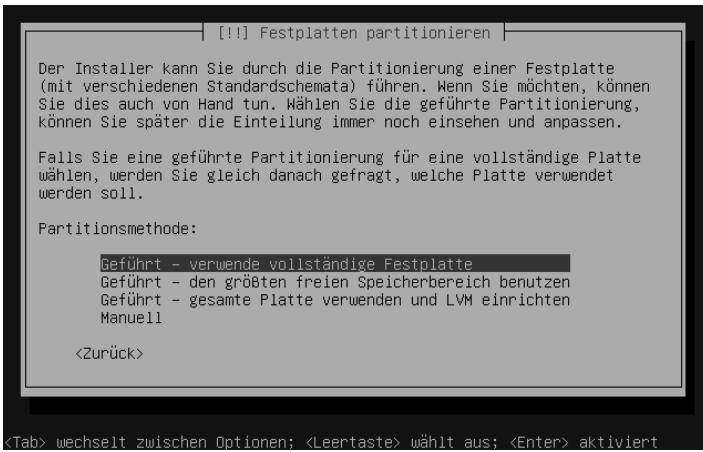 [!!] Festplatten partitionieren
Der Installer kann Sie durch die Partitionierung einer Festplatte
(mit verschiedenen Standardschemata) führen. Wenn Sie möchten, können
Sie dies auch von Hand tun. Wählen Sie die geführte Partitionierung,
können Sie später die Einteilung immer noch einsehen und anpassen.
Falls Sie eine geführte Partitionierung für eine vollständige Platte
wählen, werden Sie gleich danach gefragt, welche Platte verwendet
werden soll.
Partitionsmethode:
Geführt - verwende vollständige Festplatte
Geführt - den größten freien Speicherbereich benutzen
Geführt - gesamte Platte verwenden und LVM einrichten
Manuell
<Zurück>
<Tab> wechselt zwischen Optionen; <Leertaste> wählt aus; <Enter> aktiviert